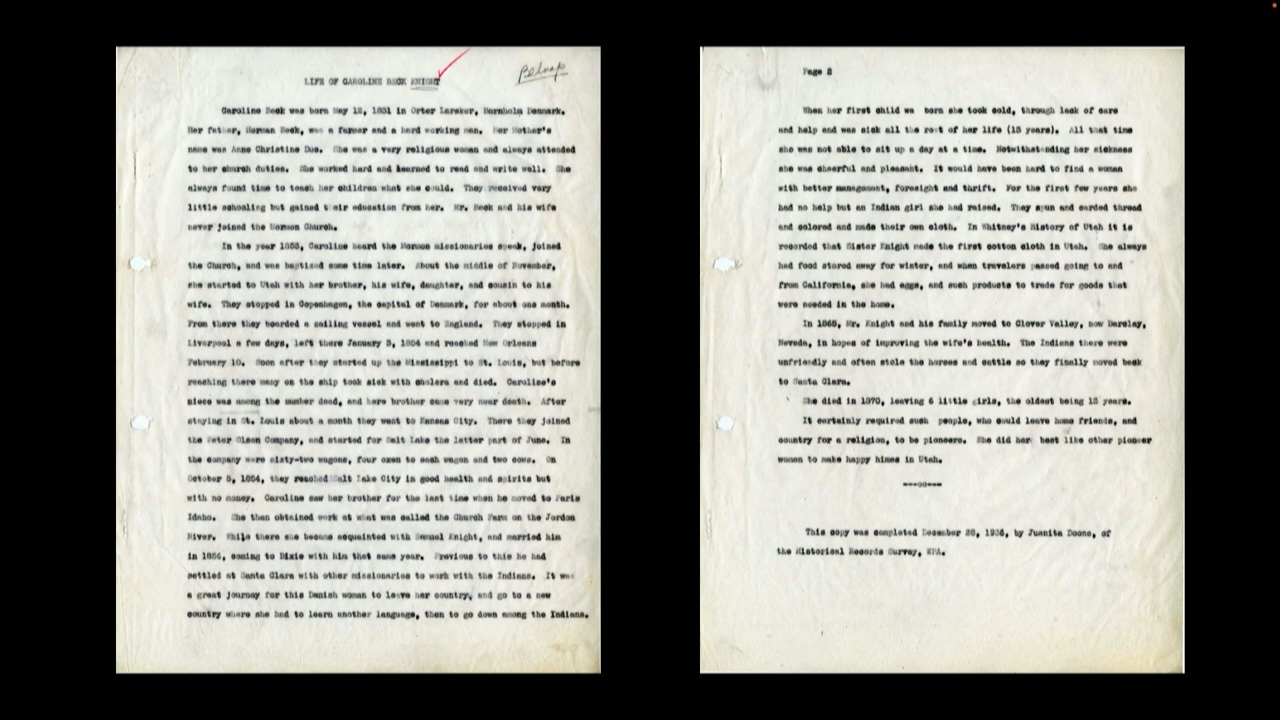 LIFE OF CAROLINE BECK KNIGHT
Belnap
Caroline Beck was born May 12, 1831 in Orter Larsker, Bornholm Denmark.
Her father, Herman Beck, was a farmer and a hard working man. Her Mother's
name was Anne Christine Due. She was a very religious woman and always attended
to her church duties. She worked hard and learned to read and write well. She
always found time to teach her children what she could. They received very
little schooling but gained their education from her. Mr. Beck and his wife
never joined the Mormon Church.
In the year 1853, Caroline heard the Mormon missionaries speak, joined
the Church, and was baptized some time later. About the middle of November,
she started to Utah with her brother, his wife, daughter, and cousin to his
wife. They stopped in Copenhagen, the capital of Denmark, for about one month.
From there they boarded a sailing vessel and went to England. They stopped in
Liverpool a few days, left there January 3, 1854 and reached New Orleans
February 10. Soon after they started up the Mississippi to St. Louis, but before
reaching there many on the ship took sick with cholera and died. Caroline's
niece was among the number dead, and here brother came very near death. After
staying in St. Louis about a month they went to Kansas City. There they joined
the Peter Olsen Company, and started for Salt Lake the latter part of June. In
the company were sixty-two wagons, four oxen to each wagon and two cows. On
October 5, 1854, they reached Salt Lake City in good health and spirits but
with no money. Caroline saw her brother for the last time when he moved to Paris
Idaho. She then obtained work at what was called the Church Farm on the Jordon
River. While there she became acquainted with Samuel Knight, and married him
in 1856, coming to Dixie with him that same year. Previous to this he had
settled at Santa Clara with other missionaries to work with the Indians. It was
a great journey for this Danish woman to leave her country, and go to a new
country where she had to learn another language, then to go down among the Indians.
Page 2
When her first child wa born she took cold, through lack of care
and help and was sick all the rest of her life (13 years). All that time
she was not able to sit up a day at a time. Notwithstanding her sickness
she was cheerful and pleasant. It would have been hard to find a woman
with better management, foresight and thrift. For the first few years she
had no help but an Indian girl she had raised. They spun and carded thread
and colored and made their own cloth. In Whitney's History of Utah it is
recorded that Sister Knight made the first cotton cloth in Utah. She always
had food stored away for winter, and when travelers passed going to and
from California, she had eggs, and such products to trade for goods that
were needed in the home.
In 1865, Mr. Knight and his family moved to Clover Valley, now Barclay,
Nevada, in hopes of improving the wife's health. The Indians there were
unfriendly and often stole the horses and cattle so they finally moved back
to Santa Clara.
She died in 1870, leaving 6 little girls, the oldest being 13 years.
It certainly required such people, who could leave home friends, and
country for a religion, to be pioneers. She did her best like other pioneer
women to make happy himes in Utah.
----oo----
This copy was completed December 28, 1936, by Juanita Doone, of
the Historical Records Survey, WPA.